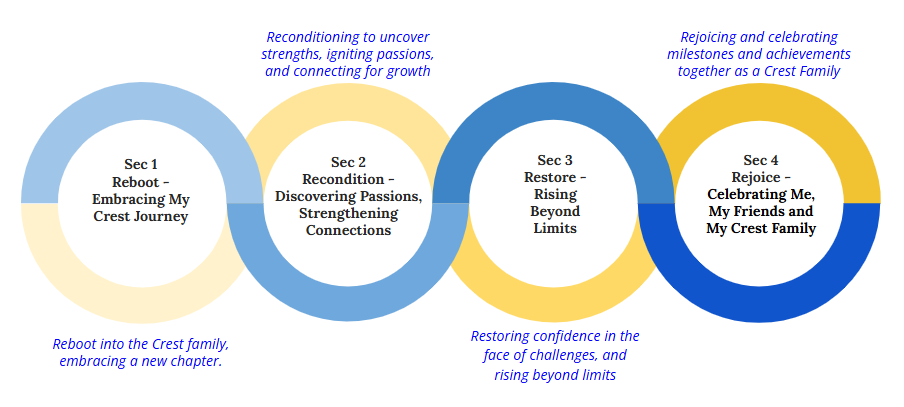 Reconditioning to uncover
strengths, igniting passions,
and connecting for growth
Rejoicing and celebrating
milestones and achievements
together as a Crest Family
Sec 1
Reboot -
Embracing My
Crest Journey
Sec 2
Recondition -
Discovering Passions,
Strengthening
Connections
Sec 3
Restore -
Rising
Beyond
Limits
Sec 4
Rejoice -
Celebrating Me,
My Friends and
My Crest Family
Reboot into the Crest family,
embracing a new chapter.
Restoring confidence in the
face of challenges, and
rising beyond limits